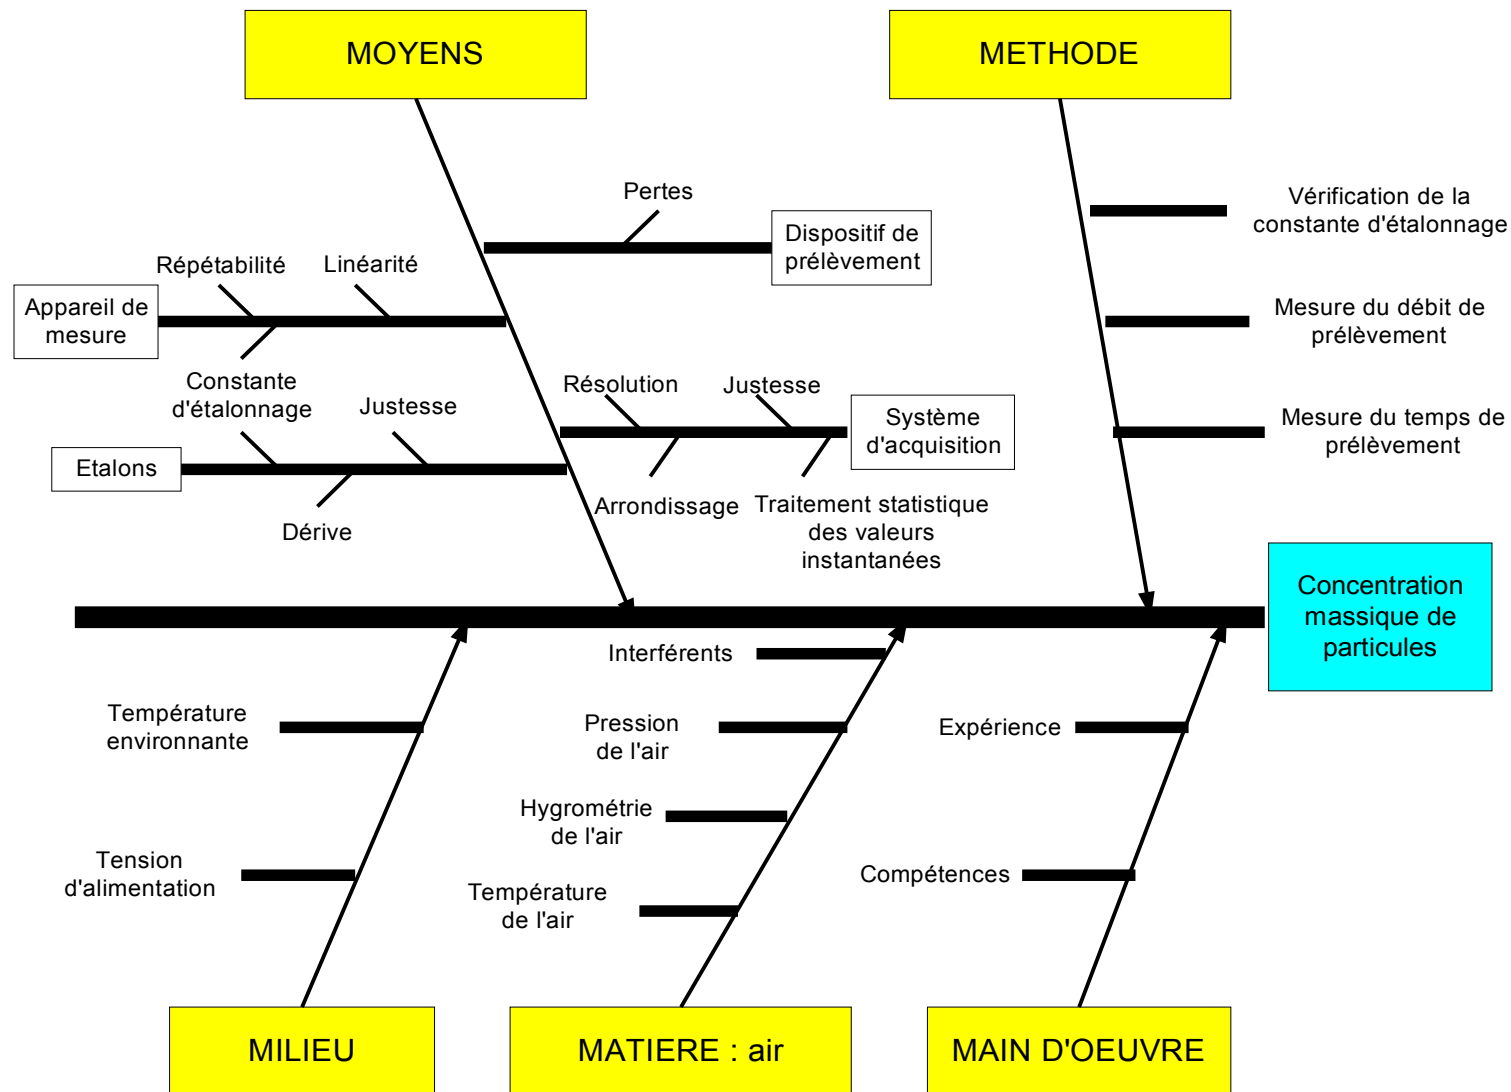 MOYENS
METHODE
Pertes
Dispositif de
prélèvement
Vérification de la
constante d'étalonnage
Répétabilité
Linéarité
Appareil de
mesure
Mesure du débit de
prélèvement
Constante
d'étalonnage
Justesse
Résolution
Justesse
Système
d'acquisition
Mesure du temps de
prélèvement
Etalons
Dérive
Arrondissage
Traitement statistique
des valeurs
instantanées
Concentration
massique de
particules
Interférents
Température
environnante
Pression
de l'air
Expérience
Hygrométrie
de l'air
Tension
d'alimentation
Température
de l'air
Compétences
MILIEU
MATIERE : air
MAIN D'OEUVRE